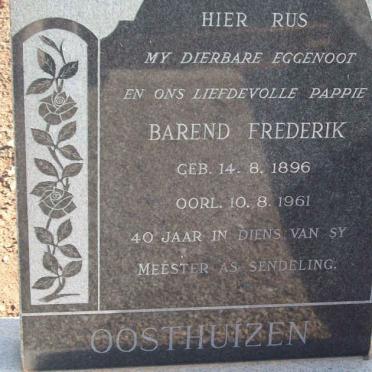 HIER RUS
MY DIERBARE EGGENOOT
EN ONS LIEFDEVOLLE PAPPIE
BAREND FREDERIK
GEB. 14. 8. 1896
OORL. 10. 8. 1961
40 JAAR IN DIENS VAN SY
MEESTER AS SENDELING.
OOSTHUIZEN